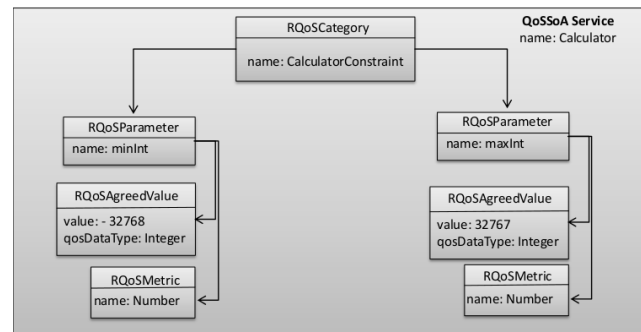 QoSSoA Service
name: Calculator
RQoSCategory
name: CalculatorConstraint
RQoSParameter
name: minInt
RQoSAgreedValue
value: - 32768
qosDataType: Integer
RQoSMetric
name: Number
RQoSParameter
name: maxInt
RQoSAgreedValue
value: 32767
qosDataType: Integer
RQoSMetric
name: Number